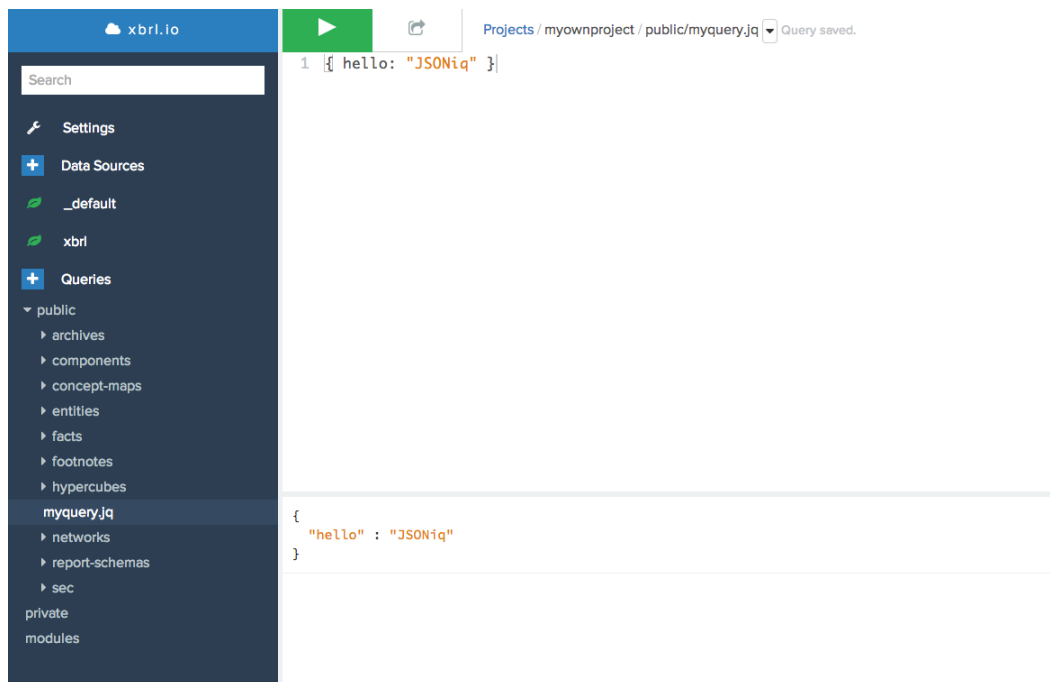 xbrl.io
Projects / myownproject / public/myquery.jq Query saved.
Search
Settings
Data Sources
_default
xbrl
Queries
public
archives
components
concept-maps
entities
facts
footnotes
hypercubes
myquery.jq
networks
report-schemas
sec
private
modules
1 { hello: "JSONiq" }
{
"hello" : "JSONiq"
}